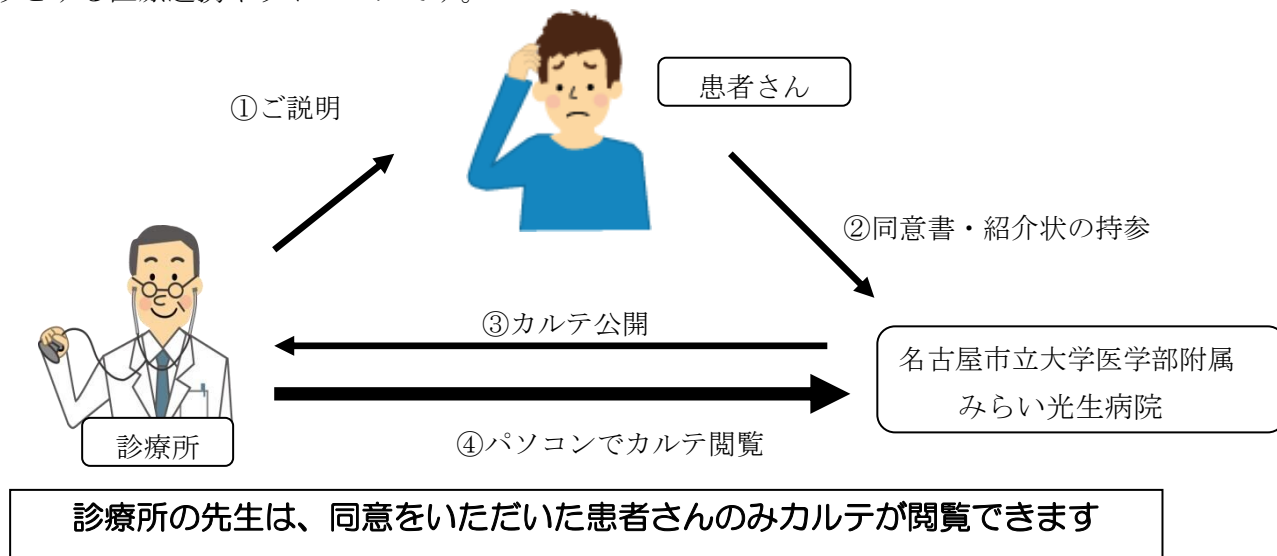 患者さん
①ご説明
②同意書・紹介状の持参
③カルテ公開
名古屋市立大学医学部附属
みらい光生病院
診療所
④パソコンでカルテ閲覧
診療所の先生は、同意をいただいた患者さんのみカルテが閲覧できます